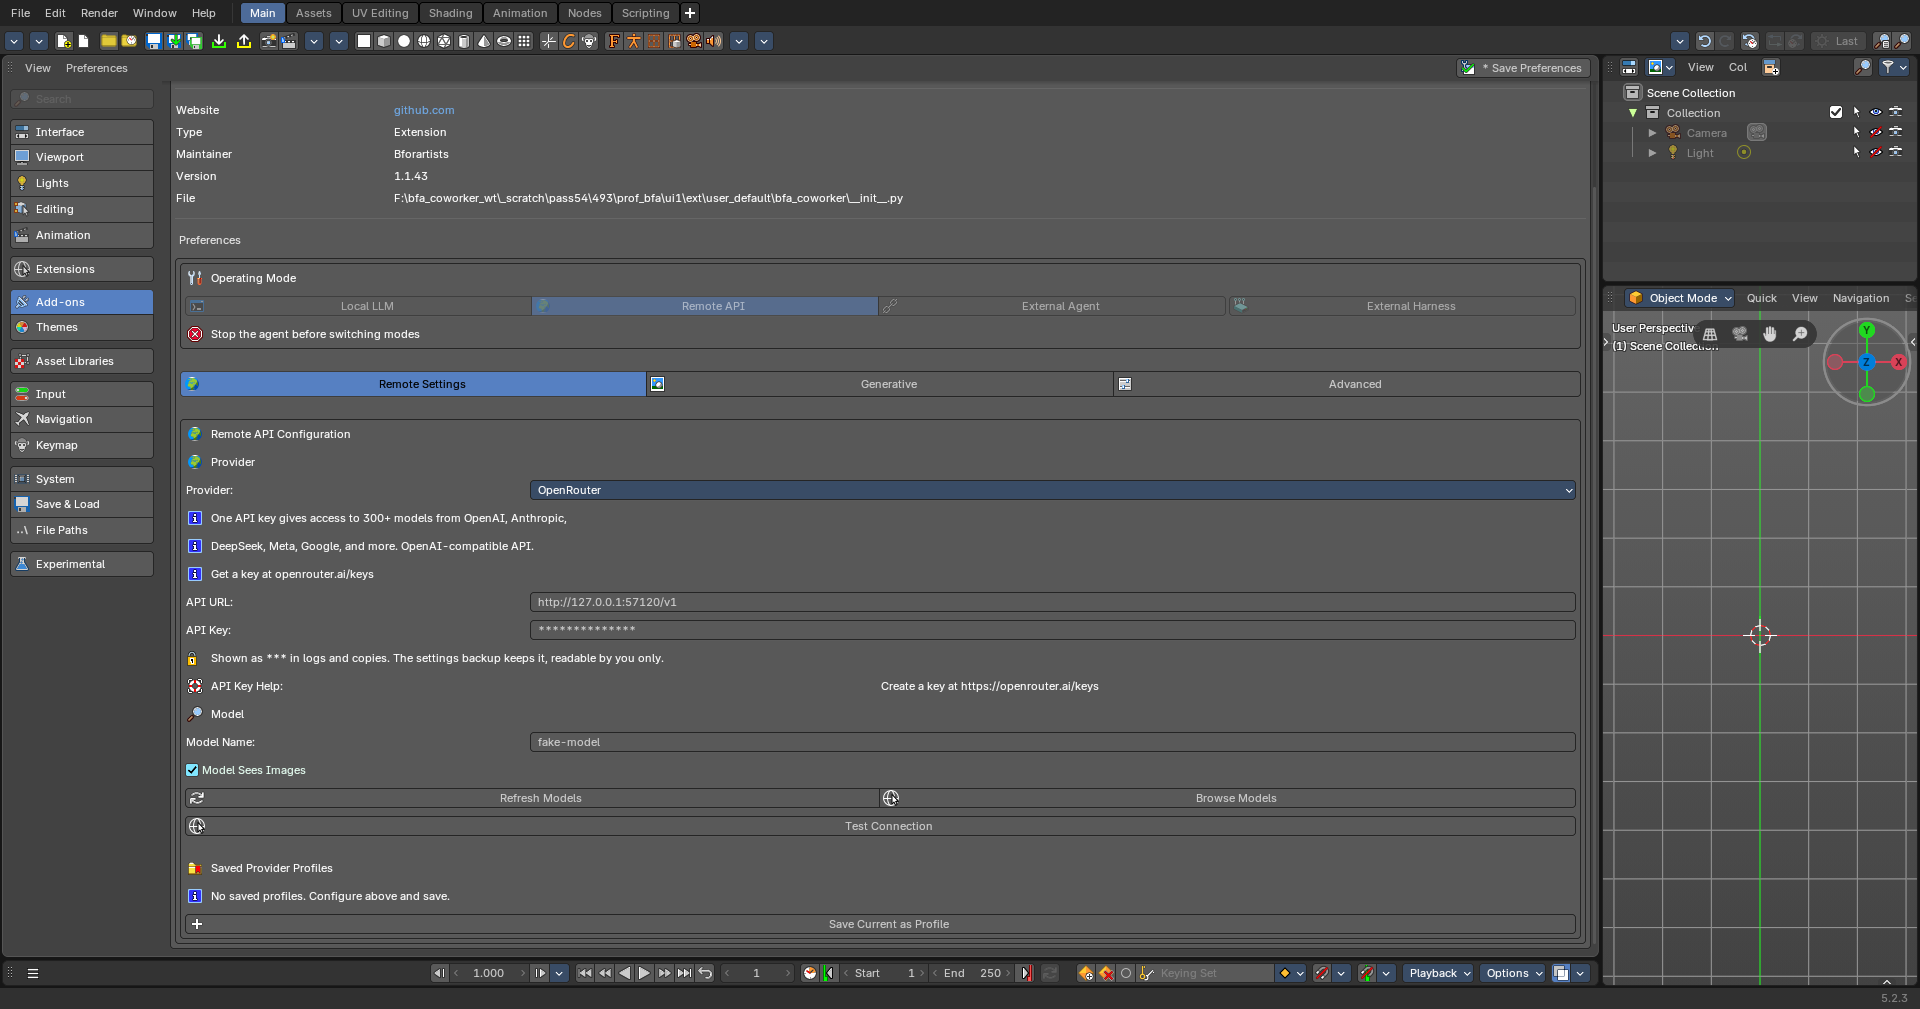 File Edit Render Window Help Main Assets UV Editing Shading Animation Nodes Scripting
Last
View Preferences * Save Preferences
View Col
Search
Interface
Viewport
Lights
Editing
Animation
Extensions
Add-ons
Themes
Asset Libraries
Input
Navigation
Keymap
System
Save & Load
File Paths
Experimental
Website github.com
Type Extension
Maintainer Bforartists
Version 1.1.43
File F:\bfa_coworker_wt\_scratch\pass54\493\prof_bfa\ui1\ext\user_default\bfa_coworker\__init__.py
Preferences
Operating Mode
Local LLM Remote API External Agent External Harness
Stop the agent before switching modes
Remote Settings Generative Advanced
Remote API Configuration
Provider
Provider: OpenRouter
One API key gives access to 300+ models from OpenAI, Anthropic,
DeepSeek, Meta, Google, and more. OpenAI-compatible API.
Get a key at openrouter.ai/keys
API URL: http://127.0.0.1:57120/v1
API Key: **************
Shown as *** in logs and copies. The settings backup keeps it, readable by you only.
API Key Help: Create a key at https://openrouter.ai/keys
Model
Model Name: fake-model
Model Sees Images
Refresh Models Browse Models
Test Connection
Saved Provider Profiles
No saved profiles. Configure above and save.
Save Current as Profile
Scene Collection
Collection
Camera
Light
Object Mode Quick View Navigation Se
User Perspectiv
(1) Scene Collection
Y
Z X
1.000 1 Start 1 End 250 Keying Set Playback Options
5.2.3